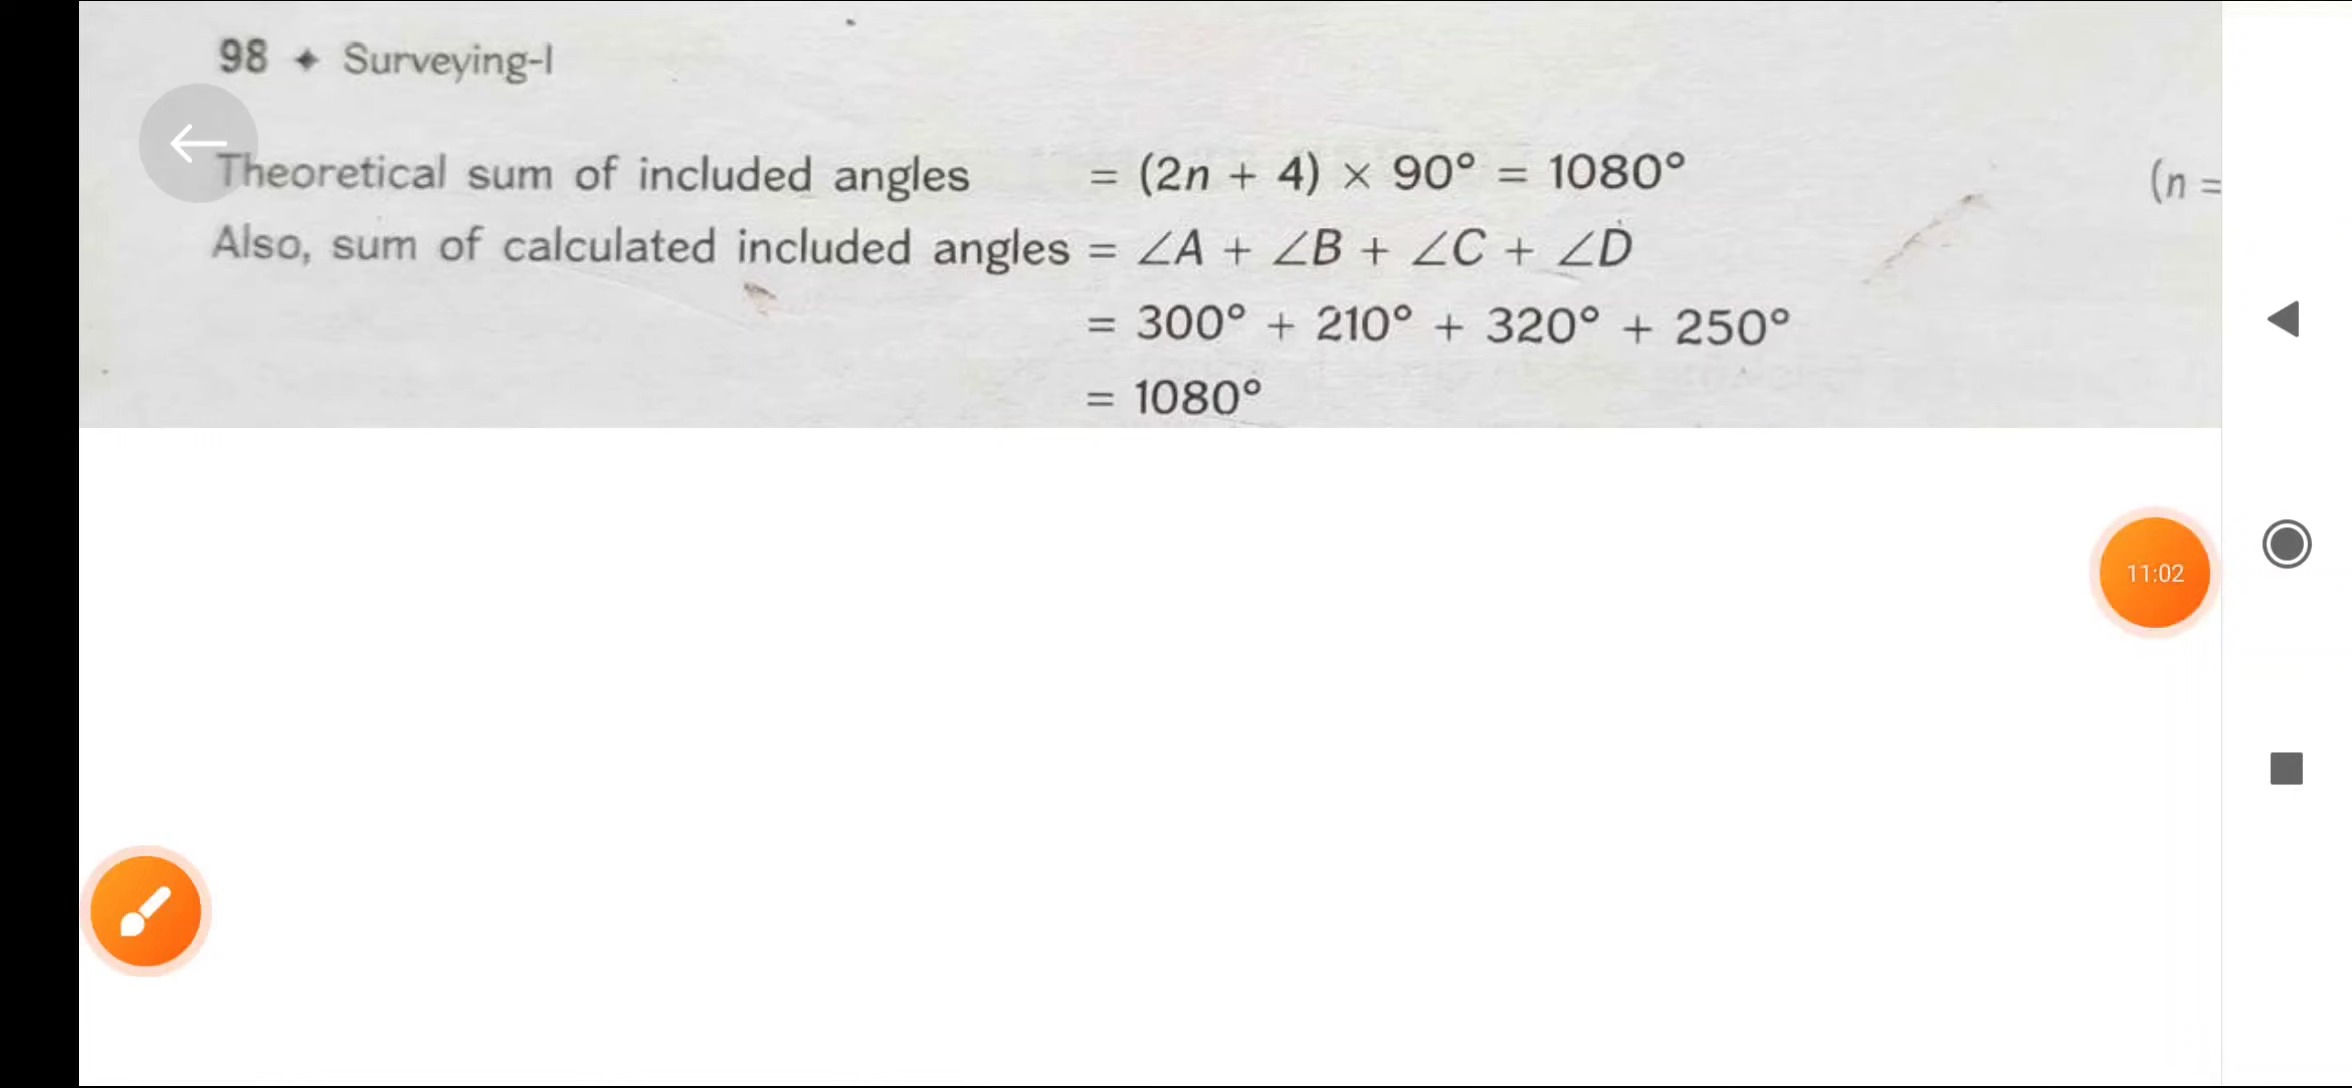 98 ✦ Surveying-I
Theoretical sum of included angles = (2n + 4) × 90° = 1080° (n =
Also, sum of calculated included angles = ∠A + ∠B + ∠C + ∠D
= 300° + 210° + 320° + 250°
= 1080°
11:02